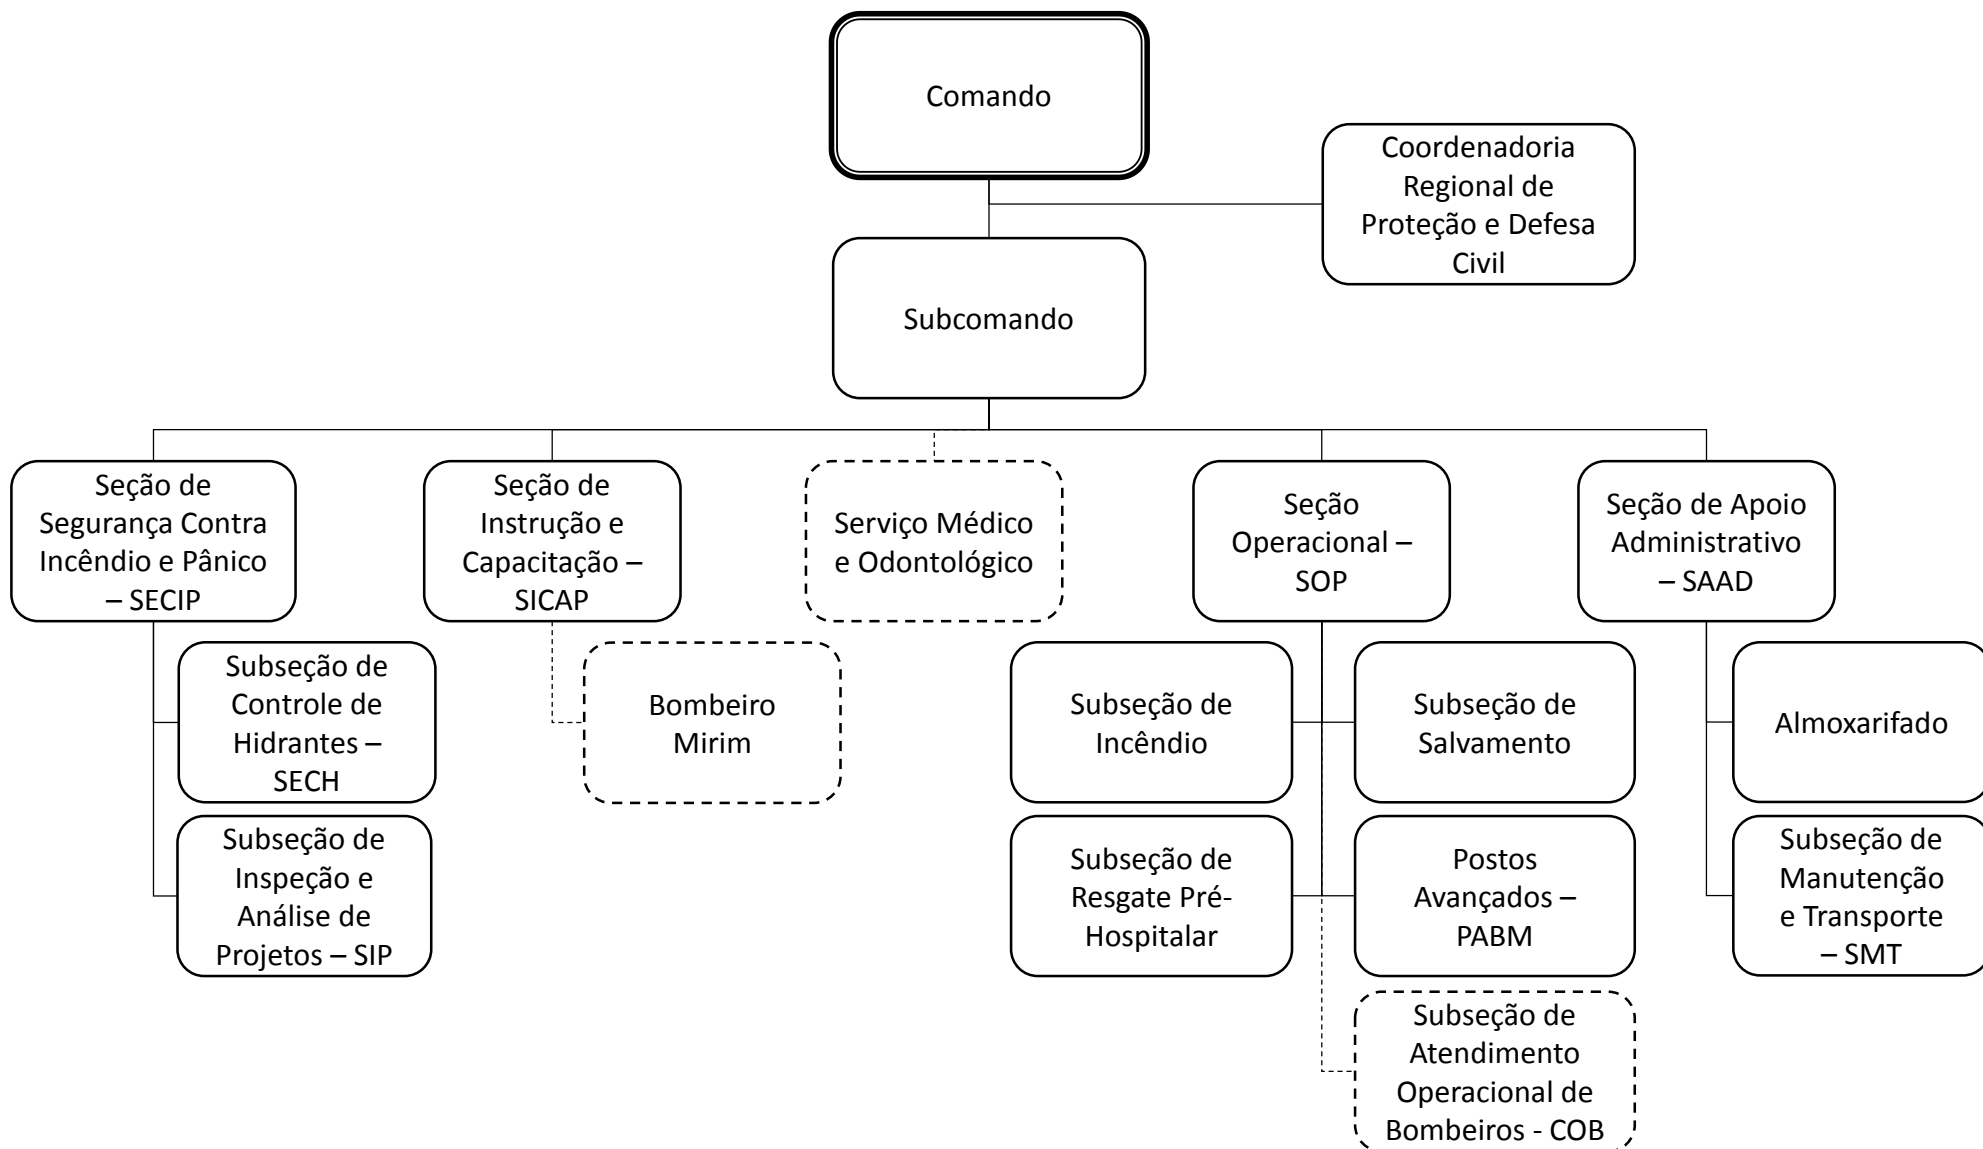 Comando
Coordenadoria
Regional de
Proteção e Defesa
Civil
Subcomando
Seção de
Segurança Contra
Incêndio e Pânico
– SECIP
Seção de
Instrução e
Capacitação –
SICAP
Serviço Médico
e Odontológico
Seção
Operacional –
SOP
Seção de Apoio
Administrativo
– SAAD
Subseção de
Controle de
Hidrantes –
SECH
Bombeiro
Mirim
Subseção de
Incêndio
Subseção de
Salvamento
Almoxarifado
Subseção de
Inspeção e
Análise de
Projetos – SIP
Subseção de
Resgate Pré-
Hospitalar
Postos
Avançados –
PABM
Subseção de
Manutenção
e Transporte
– SMT
Subseção de
Atendimento
Operacional de
Bombeiros - COB